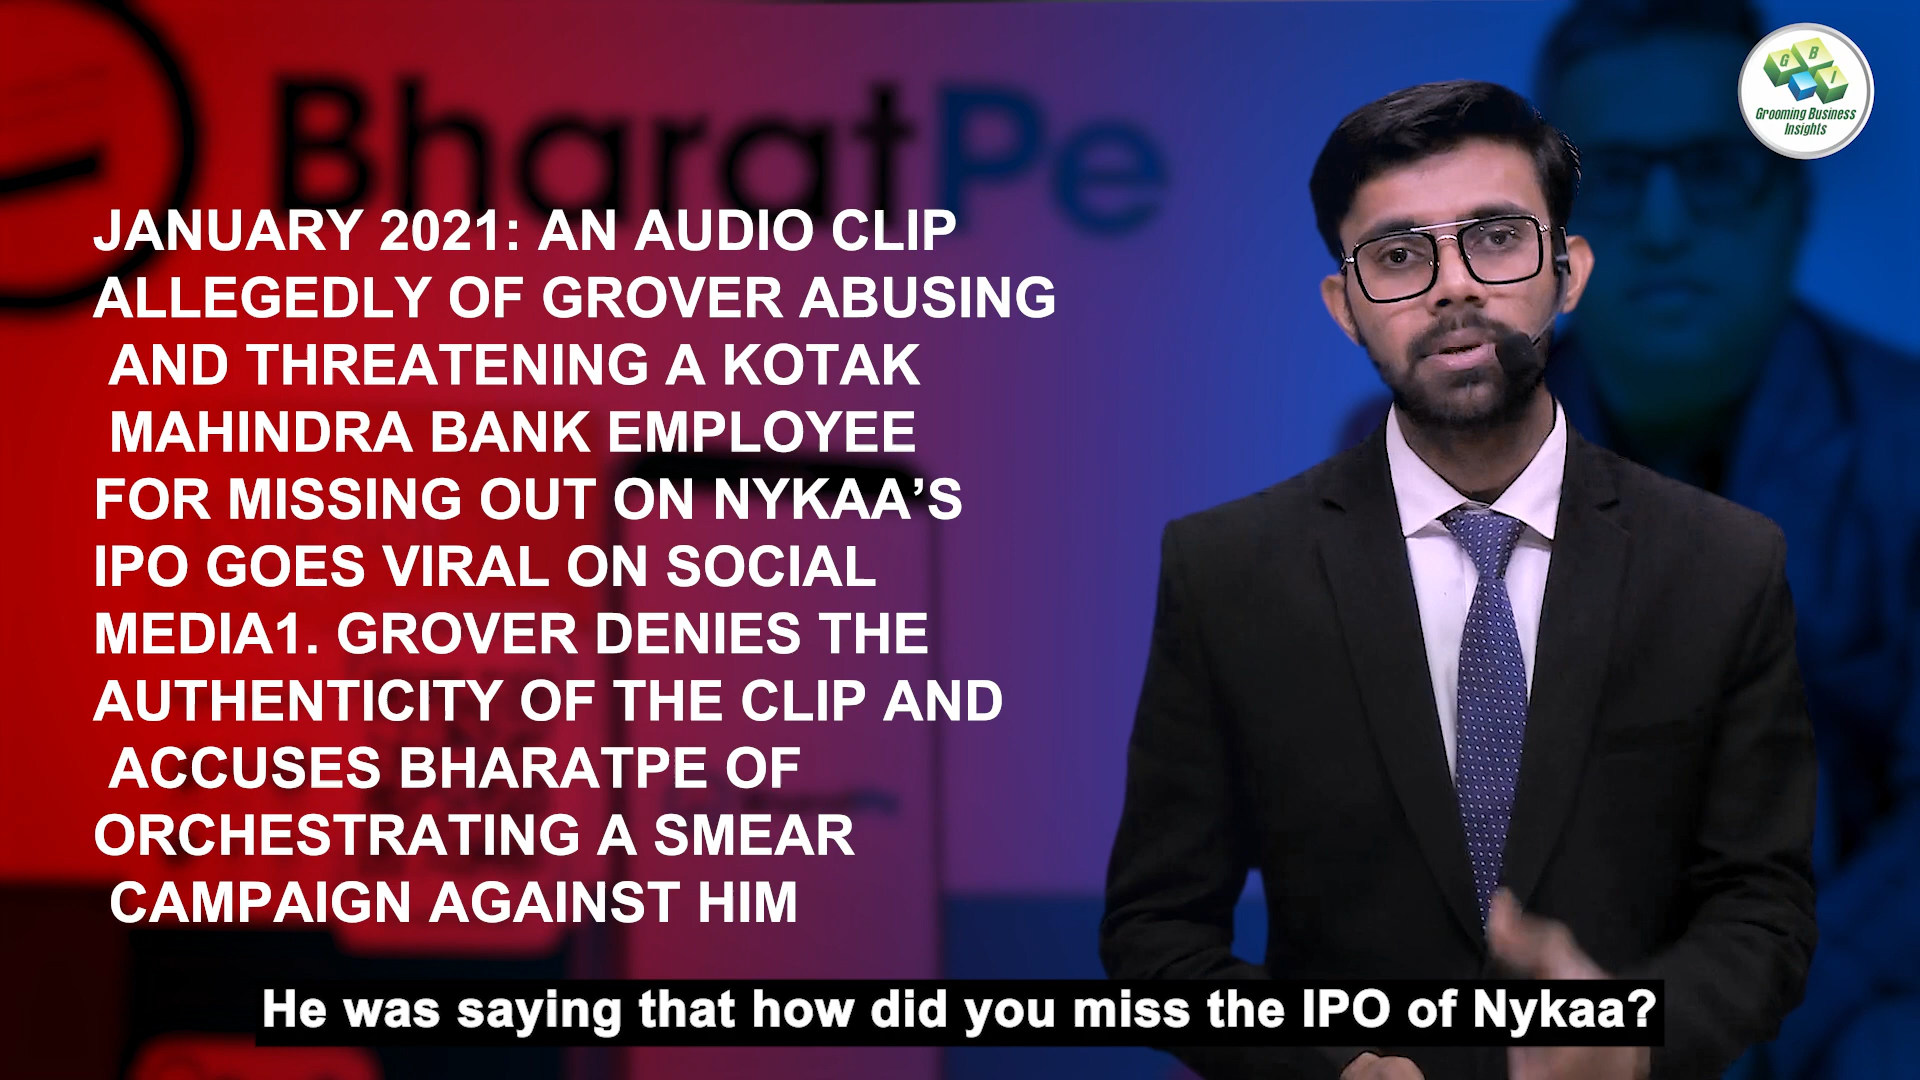 BharatPe
G B I
Grooming Business
Insights
JANUARY 2021: AN AUDIO CLIP
ALLEGEDLY OF GROVER ABUSING
AND THREATENING A KOTAK
MAHINDRA BANK EMPLOYEE
FOR MISSING OUT ON NYKAA’S
IPO GOES VIRAL ON SOCIAL
MEDIA1. GROVER DENIES THE
AUTHENTICITY OF THE CLIP AND
ACCUSES BHARATPE OF
ORCHESTRATING A SMEAR
CAMPAIGN AGAINST HIM
He was saying that how did you miss the IPO of Nykaa?